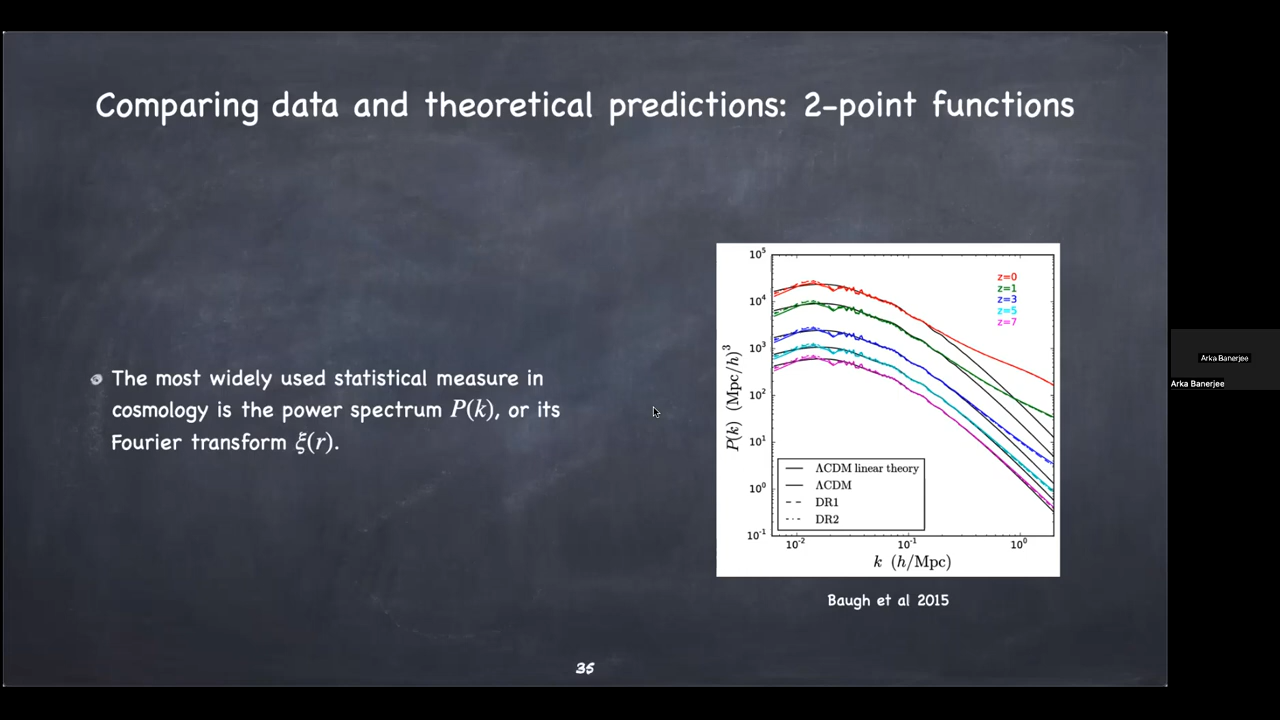 Comparing data and theoretical predictions: 2-point functions
The most widely used statistical measure in
cosmology is the power spectrum P(k), or its
Fourier transform ξ(r).
10^5
10^4
10^3
10^2
10^1
10^0
10^-1
P(k) (Mpc/h)^3
z=0
z=1
z=3
z=5
z=7
ΛCDM linear theory
ΛCDM
DR1
DR2
10^-2
10^-1
10^0
k (h/Mpc)
Baugh et al 2015
35
Arka Banerjee
Arka Banerjee